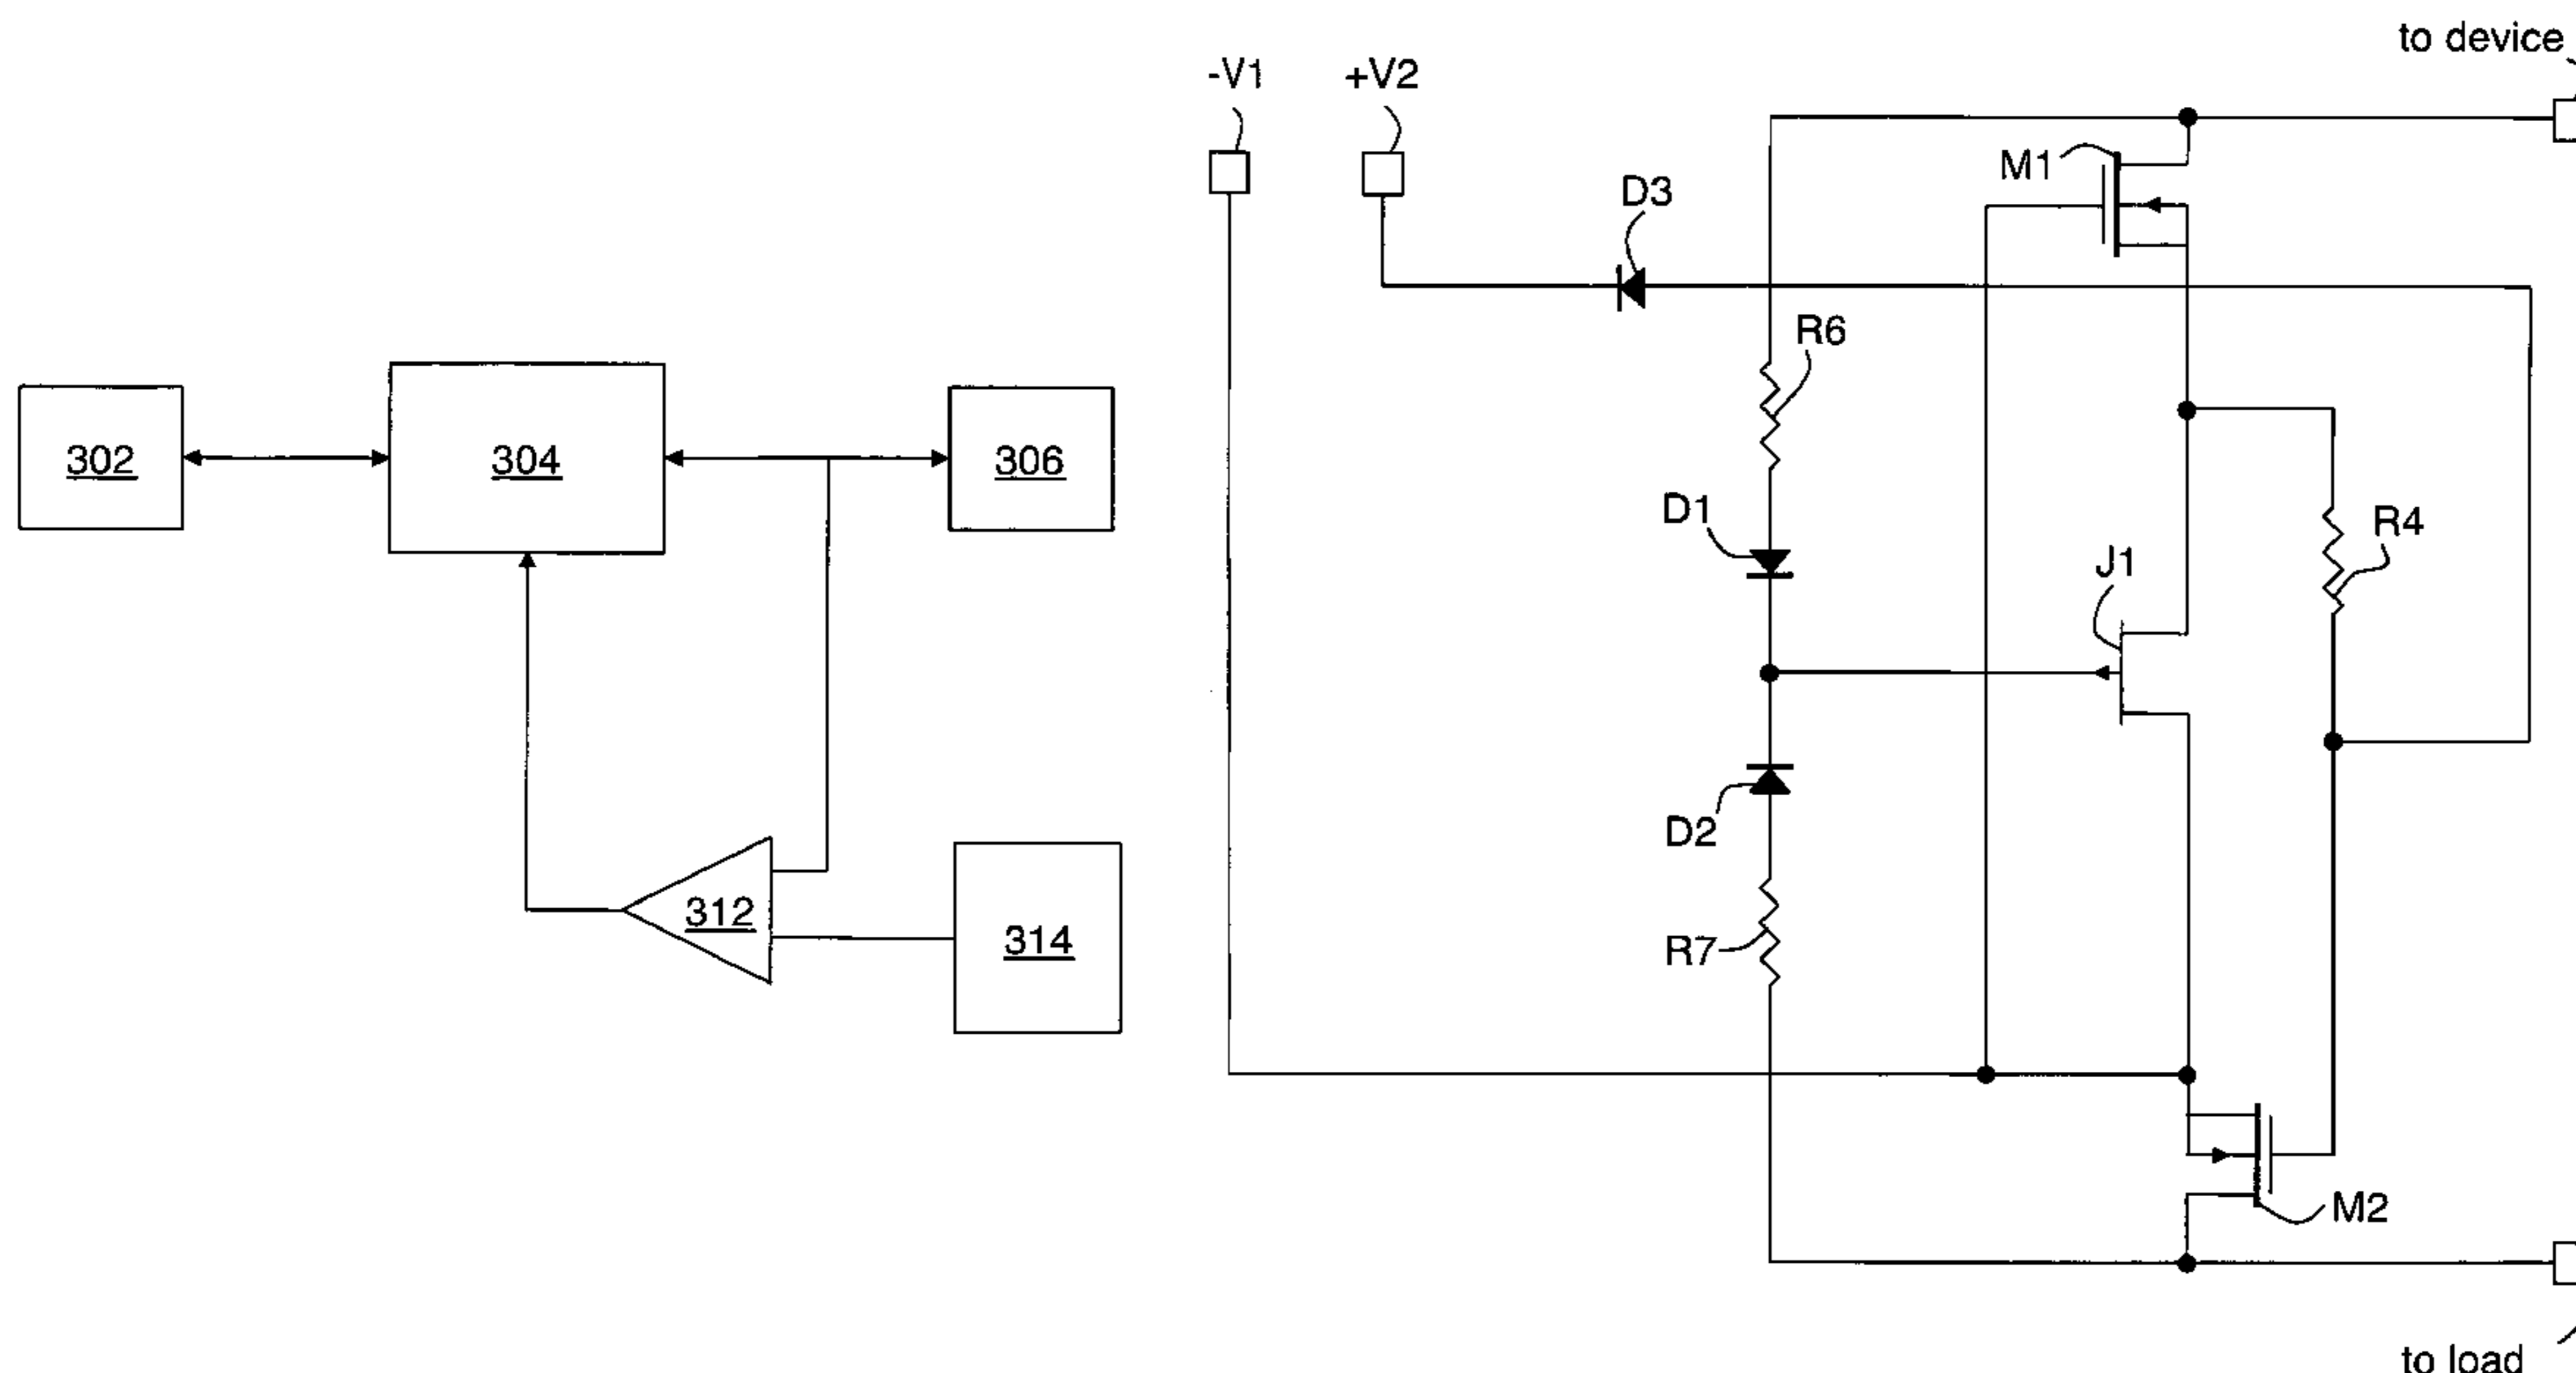 302
304
306
312
314
-V1
+V2
to device
M1
D3
R6
D1
R4
J1
D2
R7
M2
to load